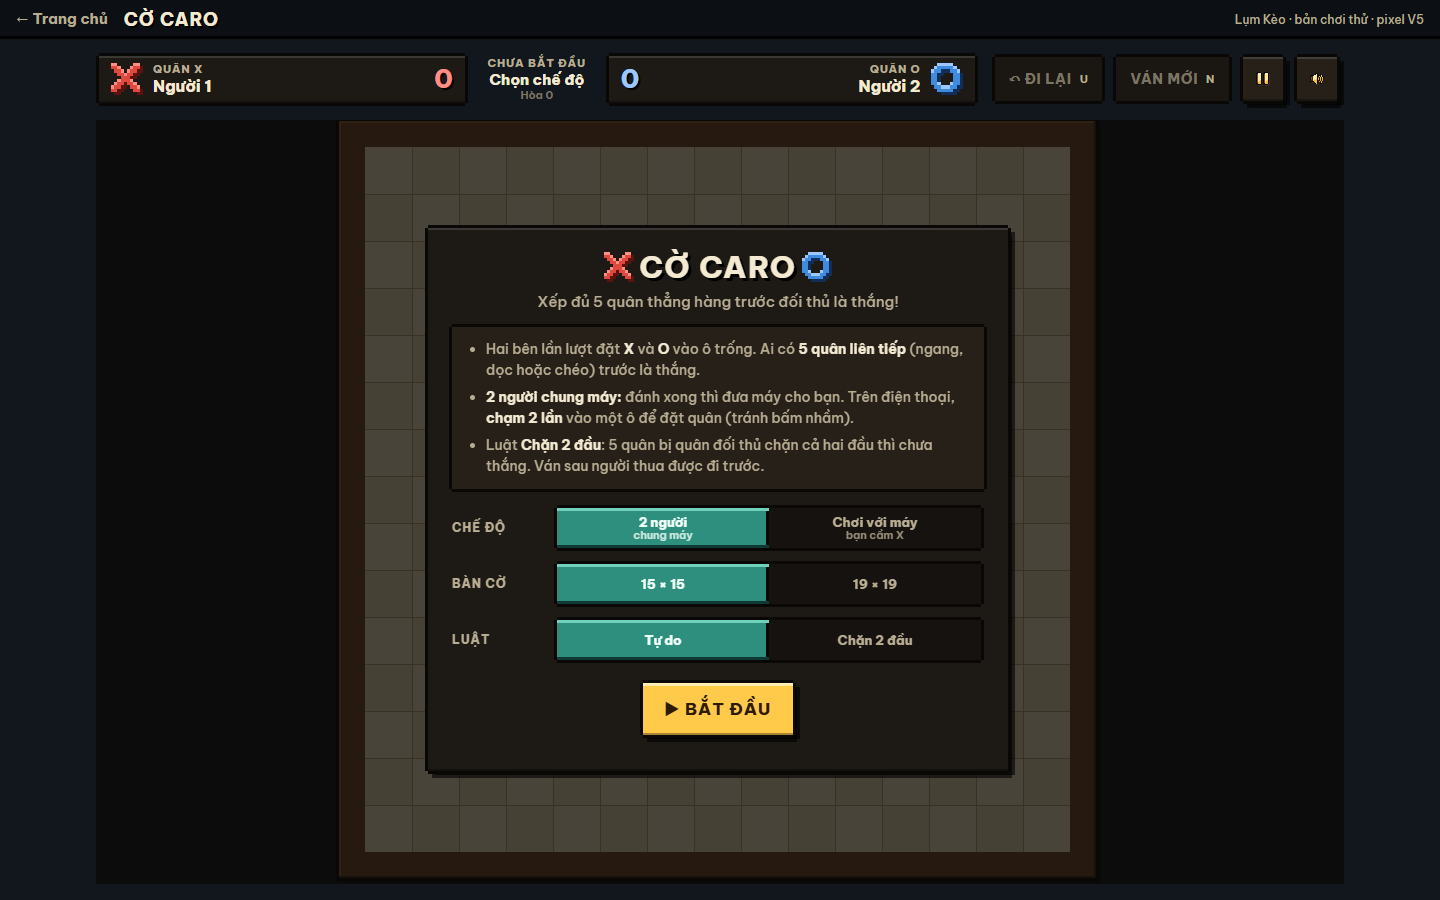 ← Trang chủ CỜ CARO
Lụm Kèo · bản chơi thử · pixel V5
QUÂN X
Người 1
0
CHƯA BẮT ĐẦU
Chọn chế độ
Hòa 0
0
QUÂN O
Người 2
↶ ĐI LẠI U
VÁN MỚI N
CỜ CARO
Xếp đủ 5 quân thẳng hàng trước đối thủ là thắng!
• Hai bên lần lượt đặt X và O vào ô trống. Ai có 5 quân liên tiếp (ngang,
dọc hoặc chéo) trước là thắng.
• 2 người chung máy: đánh xong thì đưa máy cho bạn. Trên điện thoại,
chạm 2 lần vào một ô để đặt quân (tránh bấm nhầm).
• Luật Chặn 2 đầu: 5 quân bị quân đối thủ chặn cả hai đầu thì chưa
thắng. Ván sau người thua được đi trước.
CHẾ ĐỘ
2 người
chung máy
Chơi với máy
bạn cầm X
BÀN CỜ
15 × 15
19 × 19
LUẬT
Tự do
Chặn 2 đầu
▶ BẮT ĐẦU